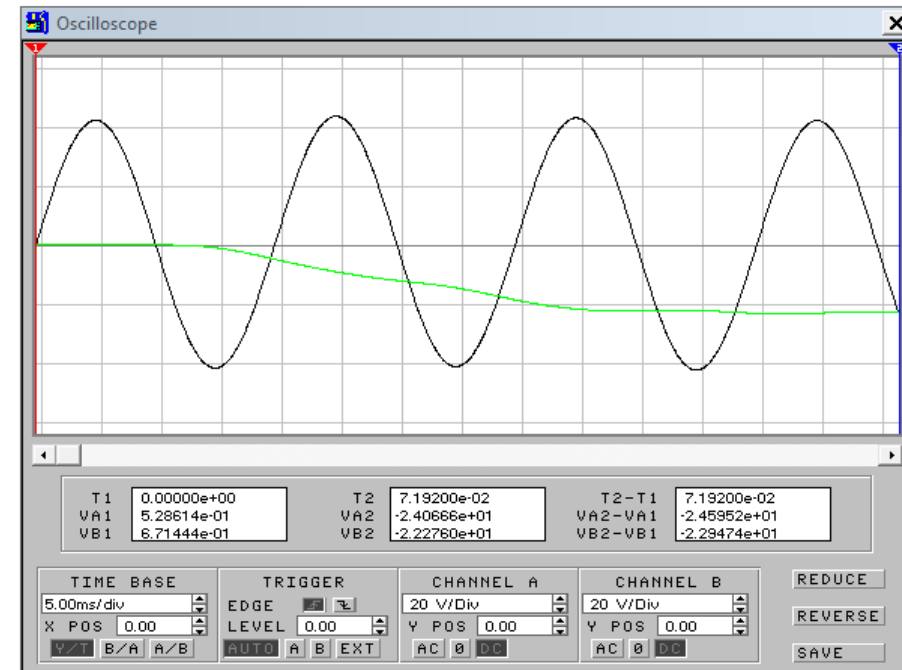 Oscilloscope
1
2
T1 0.00000e+00 T2 7.19200e-02 T2-T1 7.19200e-02
VA1 5.28614e-01 VA2 -2.40666e+01 VA2-VA1 -2.45952e+01
VB1 6.71444e-01 VB2 -2.22760e+01 VB2-VB1 -2.29474e+01
TIME BASE TRIGGER CHANNEL A CHANNEL B REDUCE
5.00ms/div EDGE 20 V/Div 20 V/Div
X POS 0.00 LEVEL 0.00 Y POS 0.00 Y POS 0.00 REVERSE
Y/T B/A A/B AUTO A B EXT AC 0 DC AC 0 DC SAVE